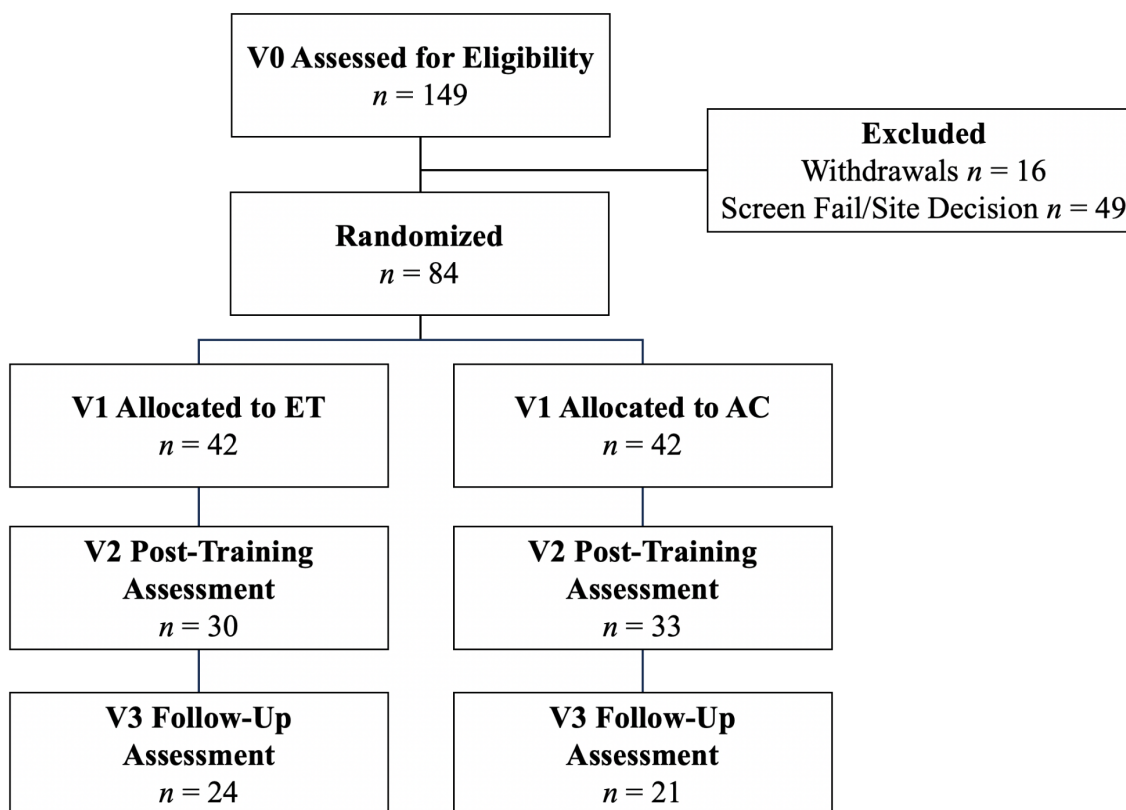 V0 Assessed for Eligibility
n = 149
Excluded
Withdrawals n = 16
Screen Fail/Site Decision n = 49
Randomized
n = 84
V1 Allocated to ET
n = 42
V1 Allocated to AC
n = 42
V2 Post-Training
Assessment
n = 30
V2 Post-Training
Assessment
n = 33
V3 Follow-Up
Assessment
n = 24
V3 Follow-Up
Assessment
n = 21